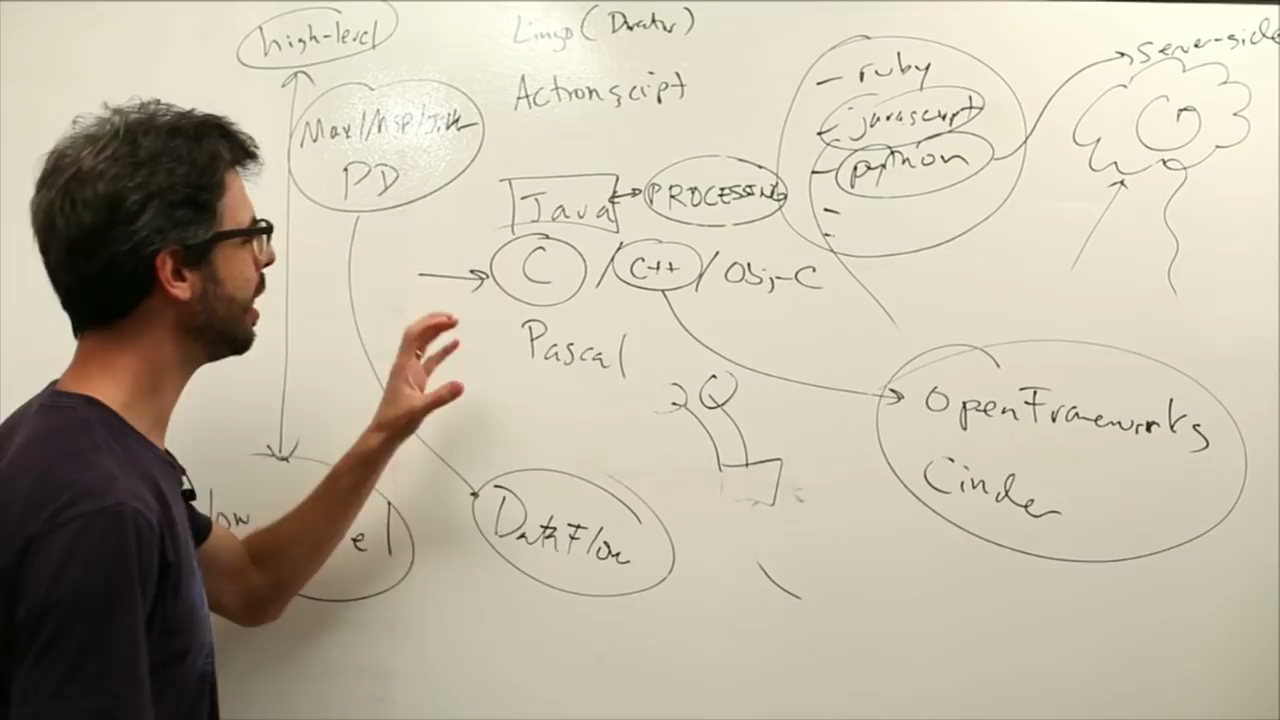 high-level
Lingo (Director)
Actionscript
Max/MSP/Jitter
PD
Java
PROCESSING
- ruby
- javascript
- python
-
-
server-side
C / C++ / Obj-C
Pascal
OpenFrameworks
Cinder
low
el
DataFlow